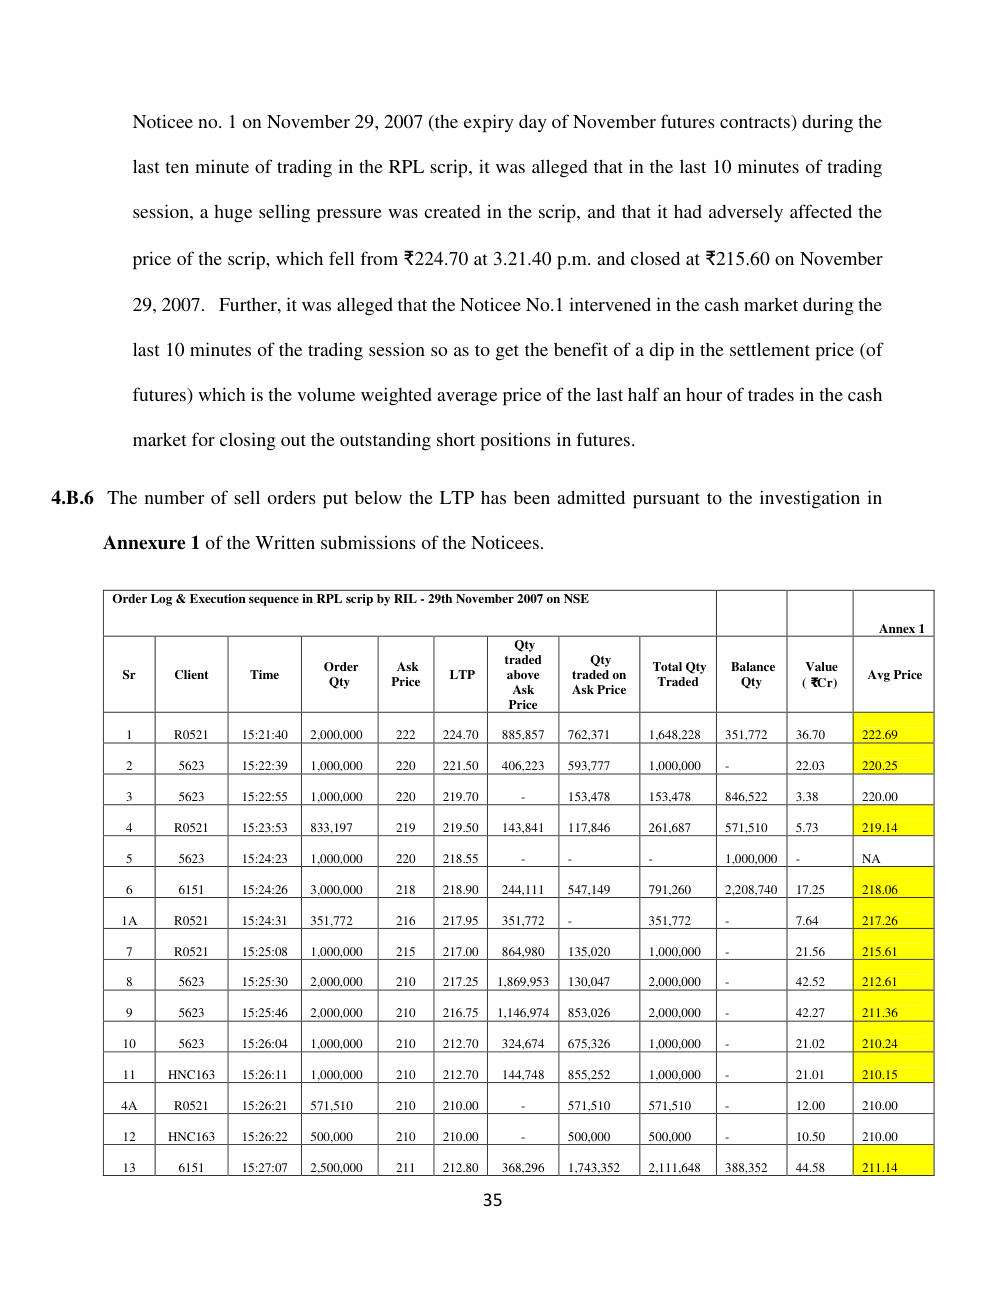 Noticee no. 1 on November 29, 2007 (the expiry day of November futures contracts) during the
last ten minute of trading in the RPL scrip, it was alleged that in the last 10 minutes of trading
session, a huge selling pressure was created in the scrip, and that it had adversely affected the
price of the scrip, which fell from ₹224.70 at 3.21.40 p.m. and closed at ₹215.60 on November
29, 2007. Further, it was alleged that the Noticee No.1 intervened in the cash market during the
last 10 minutes of the trading session so as to get the benefit of a dip in the settlement price (of
futures) which is the volume weighted average price of the last half an hour of trades in the cash
market for closing out the outstanding short positions in futures.
4.B.6 The number of sell orders put below the LTP has been admitted pursuant to the investigation in
Annexure 1 of the Written submissions of the Noticees.
Order Log & Execution sequence in RPL scrip by RIL - 29th November 2007 on NSE
Annex 1
Sr Client Time Order Qty Ask Price LTP Qty traded above Ask Price Qty traded on Ask Price Total Qty Traded Balance Qty Value ( ₹Cr) Avg Price
1 R0521 15:21:40 2,000,000 222 224.70 885,857 762,371 1,648,228 351,772 36.70 222.69
2 5623 15:22:39 1,000,000 220 221.50 406,223 593,777 1,000,000 - 22.03 220.25
3 5623 15:22:55 1,000,000 220 219.70 - 153,478 153,478 846,522 3.38 220.00
4 R0521 15:23:53 833,197 219 219.50 143,841 117,846 261,687 571,510 5.73 219.14
5 5623 15:24:23 1,000,000 220 218.55 - - - 1,000,000 - NA
6 6151 15:24:26 3,000,000 218 218.90 244,111 547,149 791,260 2,208,740 17.25 218.06
1A R0521 15:24:31 351,772 216 217.95 351,772 - 351,772 - 7.64 217.26
7 R0521 15:25:08 1,000,000 215 217.00 864,980 135,020 1,000,000 - 21.56 215.61
8 5623 15:25:30 2,000,000 210 217.25 1,869,953 130,047 2,000,000 - 42.52 212.61
9 5623 15:25:46 2,000,000 210 216.75 1,146,974 853,026 2,000,000 - 42.27 211.36
10 5623 15:26:04 1,000,000 210 212.70 324,674 675,326 1,000,000 - 21.02 210.24
11 HNC163 15:26:11 1,000,000 210 212.70 144,748 855,252 1,000,000 - 21.01 210.15
4A R0521 15:26:21 571,510 210 210.00 - 571,510 571,510 - 12.00 210.00
12 HNC163 15:26:22 500,000 210 210.00 - 500,000 500,000 - 10.50 210.00
13 6151 15:27:07 2,500,000 211 212.80 368,296 1,743,352 2,111,648 388,352 44.58 211.14
35